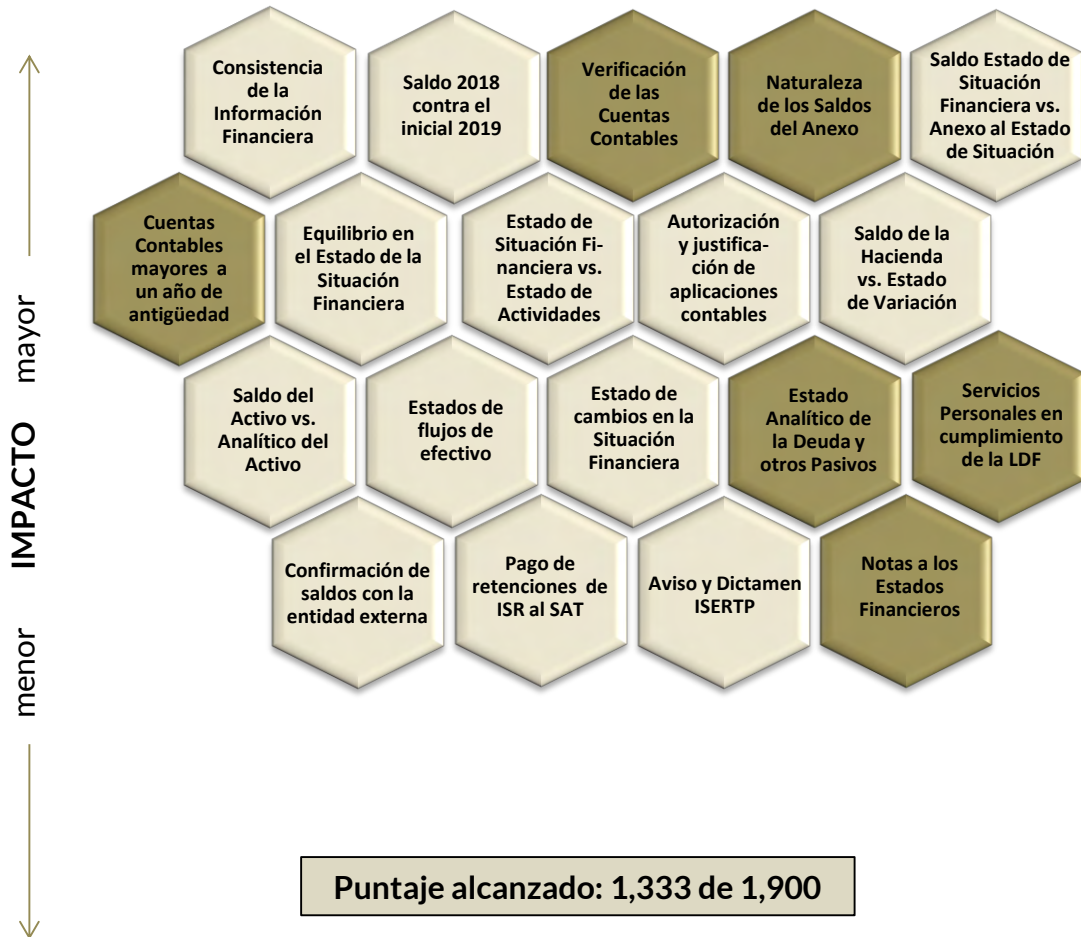 Consistencia
de la
Información
Financiera
Saldo 2018
contra el
inicial 2019
Verificación
de las
Cuentas
Contables
Naturaleza
de los Saldos
del Anexo
Saldo Estado de
Situación
Financiera vs.
Anexo al Estado
de Situación
Cuentas
Contables
mayores a
un año de
antigüedad
Equilibrio en
el Estado de la
Situación
Financiera
Estado de
Situación Fi-
nanciera vs.
Estado de
Actividades
Autorización
y justifica-
ción de
aplicaciones
contables
Saldo de la
Hacienda
vs. Estado
de Variación
Saldo del
Activo vs.
Analítico del
Activo
Estados de
flujos de
efectivo
Estado de
cambios en la
Situación
Financiera
Estado
Analítico de
la Deuda y
otros Pasivos
Servicios
Personales en
cumplimiento
de la LDF
Confirmación de
saldos con la
entidad externa
Pago de
retenciones de
ISR al SAT
Aviso y Dictamen
ISERTP
Notas a los
Estados
Financieros
menor IMPACTO mayor
Puntaje alcanzado: 1,333 de 1,900